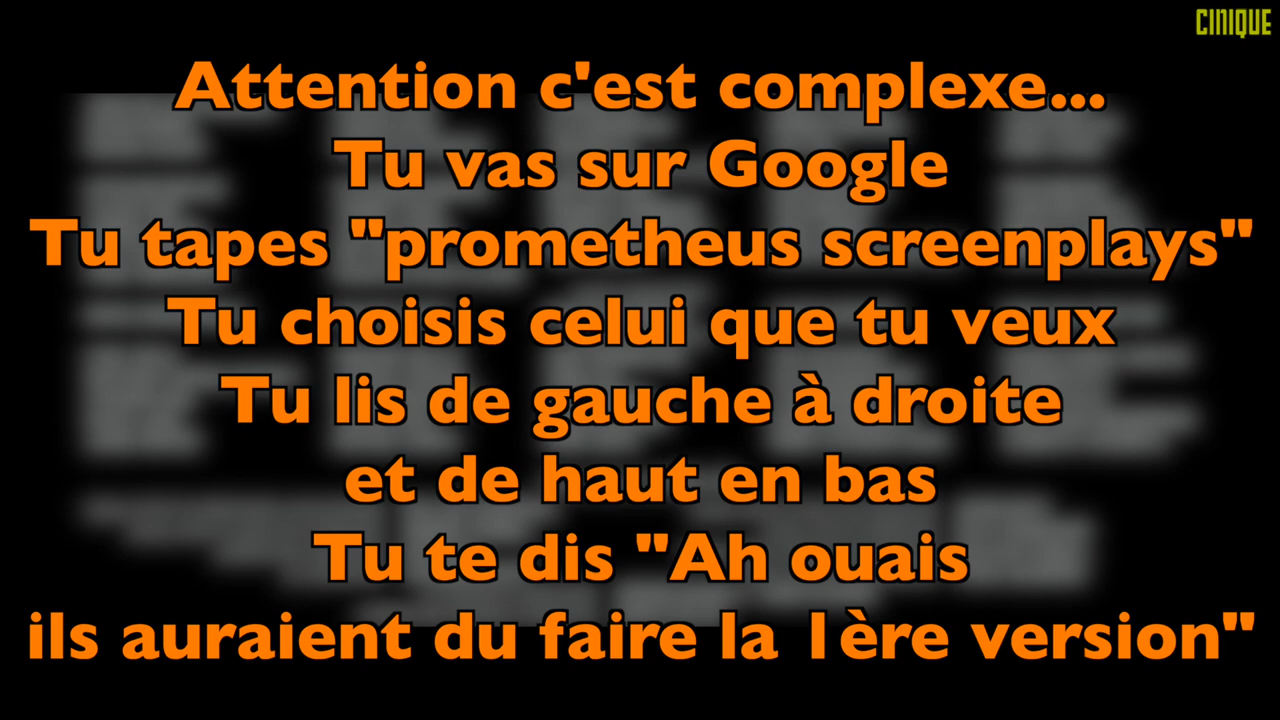 CINIQUE
Attention c'est complexe...
Tu vas sur Google
Tu tapes "prometheus screenplays"
Tu choisis celui que tu veux
Tu lis de gauche à droite
et de haut en bas
Tu te dis "Ah ouais
ils auraient du faire la 1ère version"